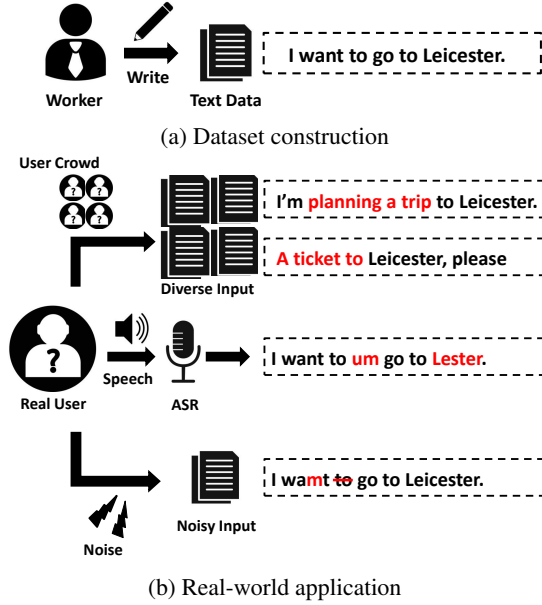 I want to go to Leicester.
Worker
Write
Text Data
(a) Dataset construction
User Crowd
? ?
? ?
I'm planning a trip to Leicester.
A ticket to Leicester, please
Diverse Input
?
Speech
I want to um go to Lester.
Real User
ASR
I wamt to go to Leicester.
Noisy Input
Noise
(b) Real-world application